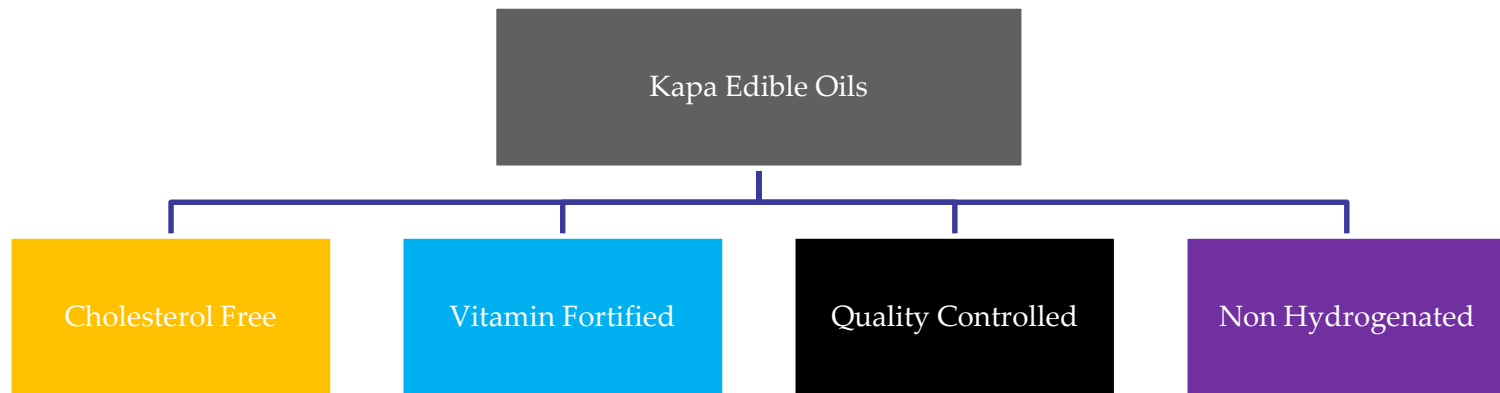 Kapa Edible Oils
Cholesterol Free
Vitamin Fortified
Quality Controlled
Non Hydrogenated